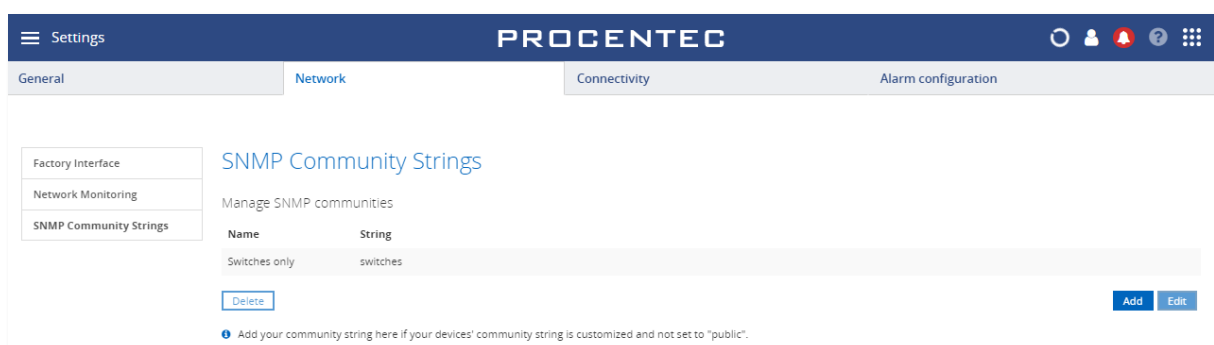 Settings
PROCENTEC
General Network Connectivity Alarm configuration
Factory Interface
Network Monitoring
SNMP Community Strings
SNMP Community Strings
Manage SNMP communities
Name String
Switches only switches
Delete
Add Edit
Add your community string here if your devices' community string is customized and not set to "public".